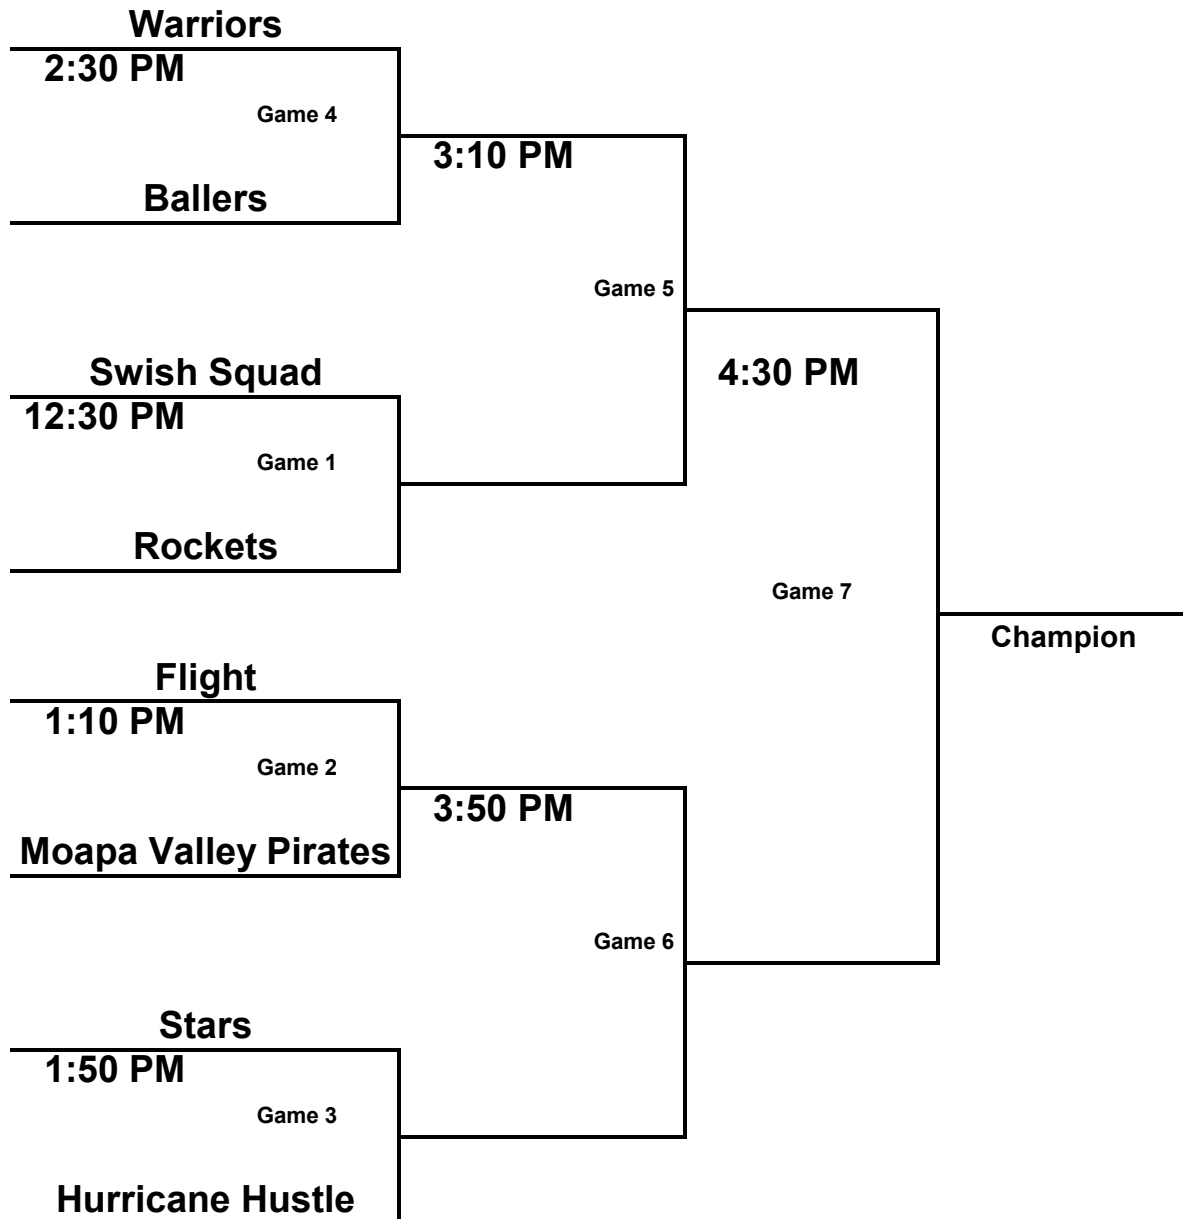 Warriors
2:30 PM
Game 4
3:10 PM
Ballers
Game 5
Swish Squad
4:30 PM
12:30 PM
Game 1
Rockets
Game 7
Champion
Flight
1:10 PM
Game 2
3:50 PM
Moapa Valley Pirates
Game 6
Stars
1:50 PM
Game 3
Hurricane Hustle